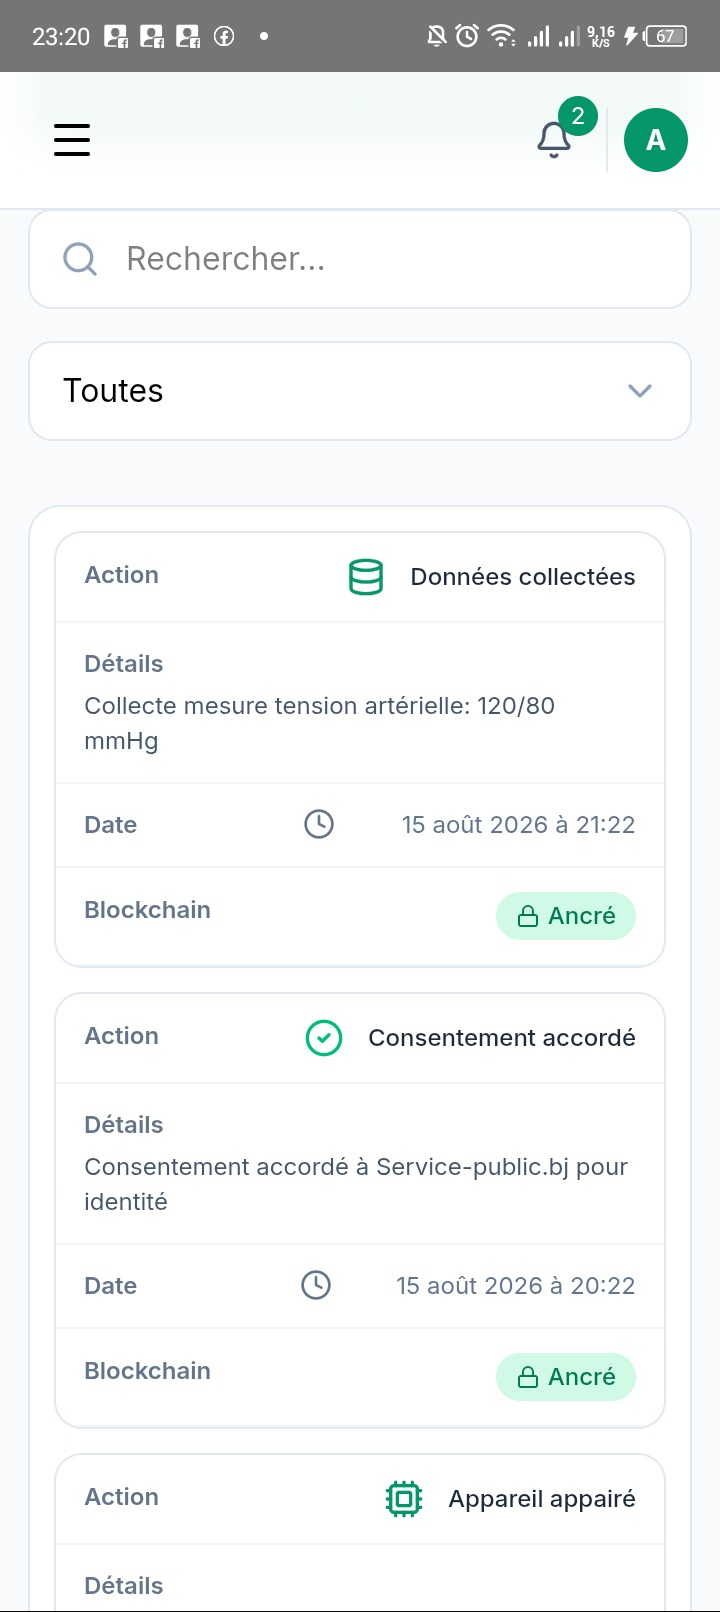 23:20
9,16
K/S
67
2
A
Rechercher...
Toutes
Action
Données collectées
Détails
Collecte mesure tension artérielle: 120/80
mmHg
Date
15 août 2026 à 21:22
Blockchain
Ancré
Action
Consentement accordé
Détails
Consentement accordé à Service-public.bj pour
identité
Date
15 août 2026 à 20:22
Blockchain
Ancré
Action
Appareil appairé
Détails